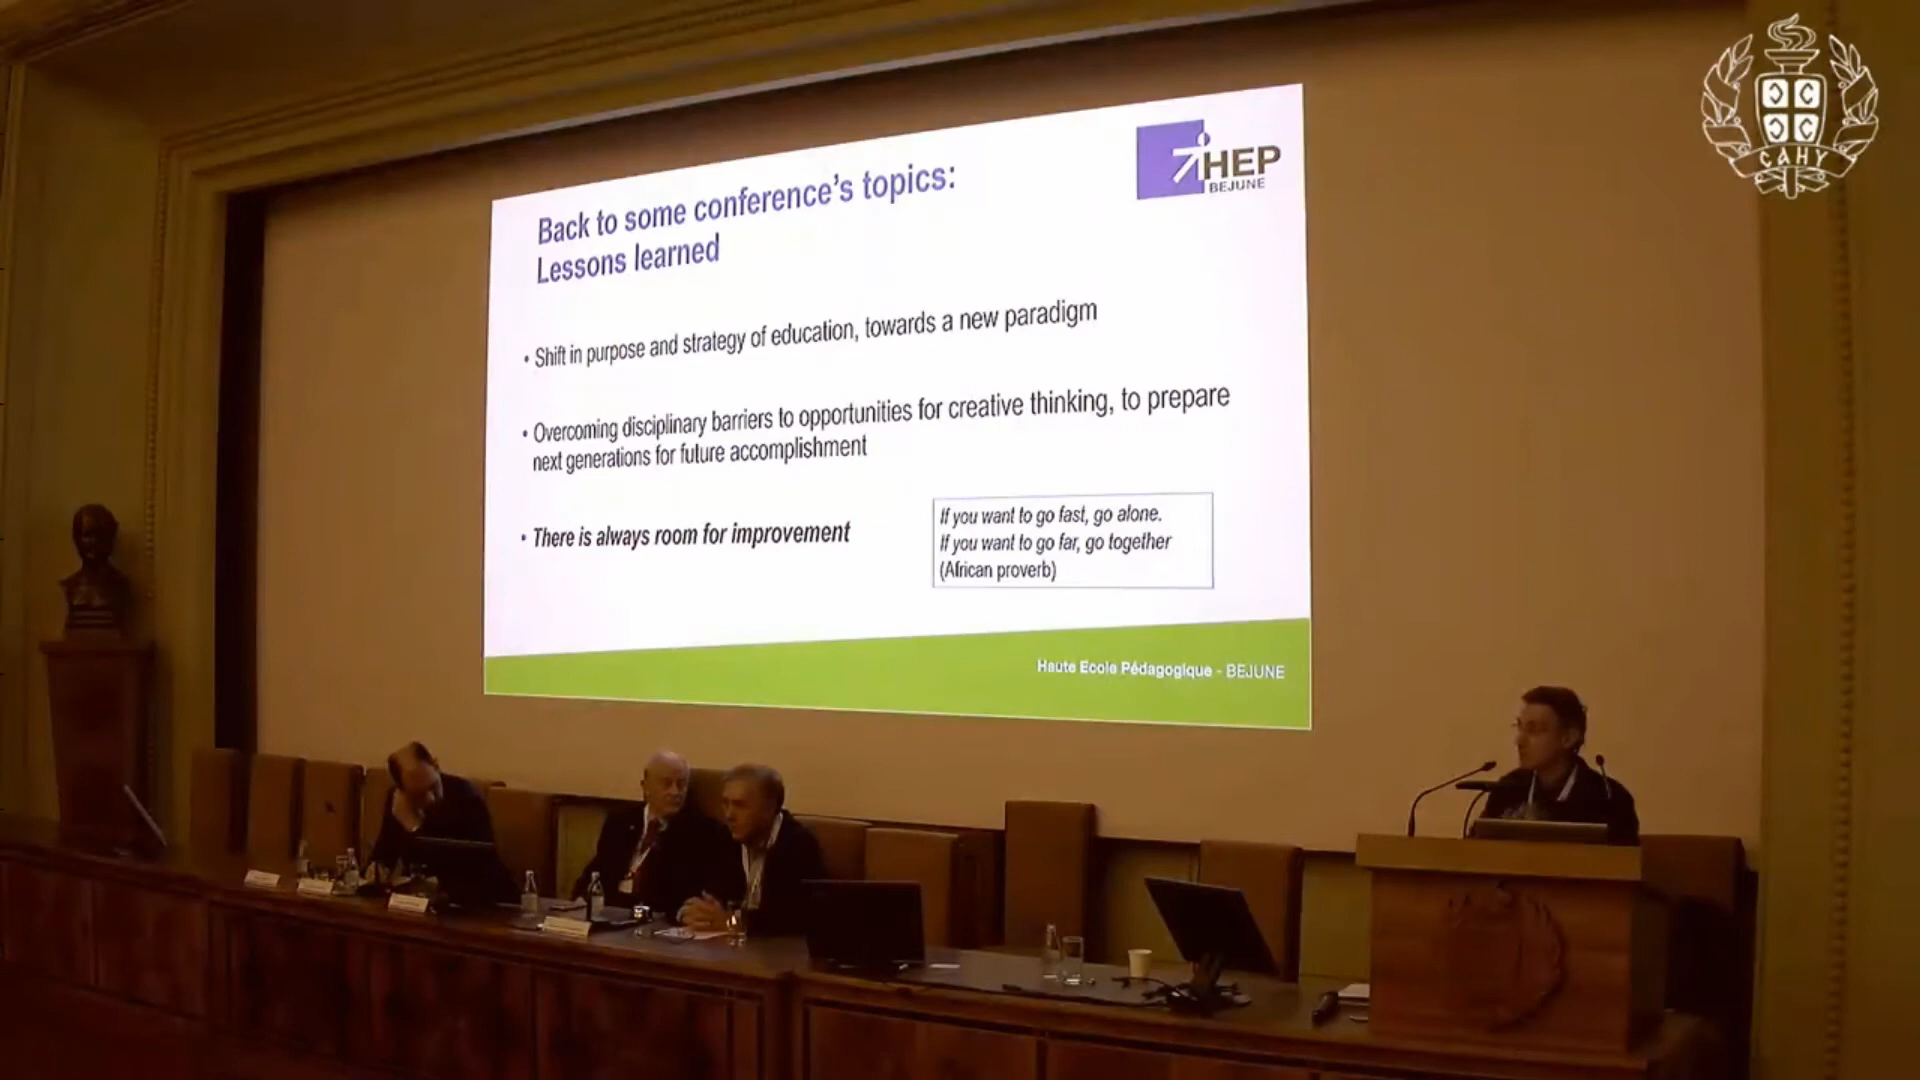 САНУ
HEP
BEJUNE
Back to some conference's topics:
Lessons learned
• Shift in purpose and strategy of education, towards a new paradigm
• Overcoming disciplinary barriers to opportunities for creative thinking, to prepare
next generations for future accomplishment
• There is always room for improvement
If you want to go fast, go alone.
If you want to go far, go together
(African proverb)
Haute Ecole Pédagogique - BEJUNE